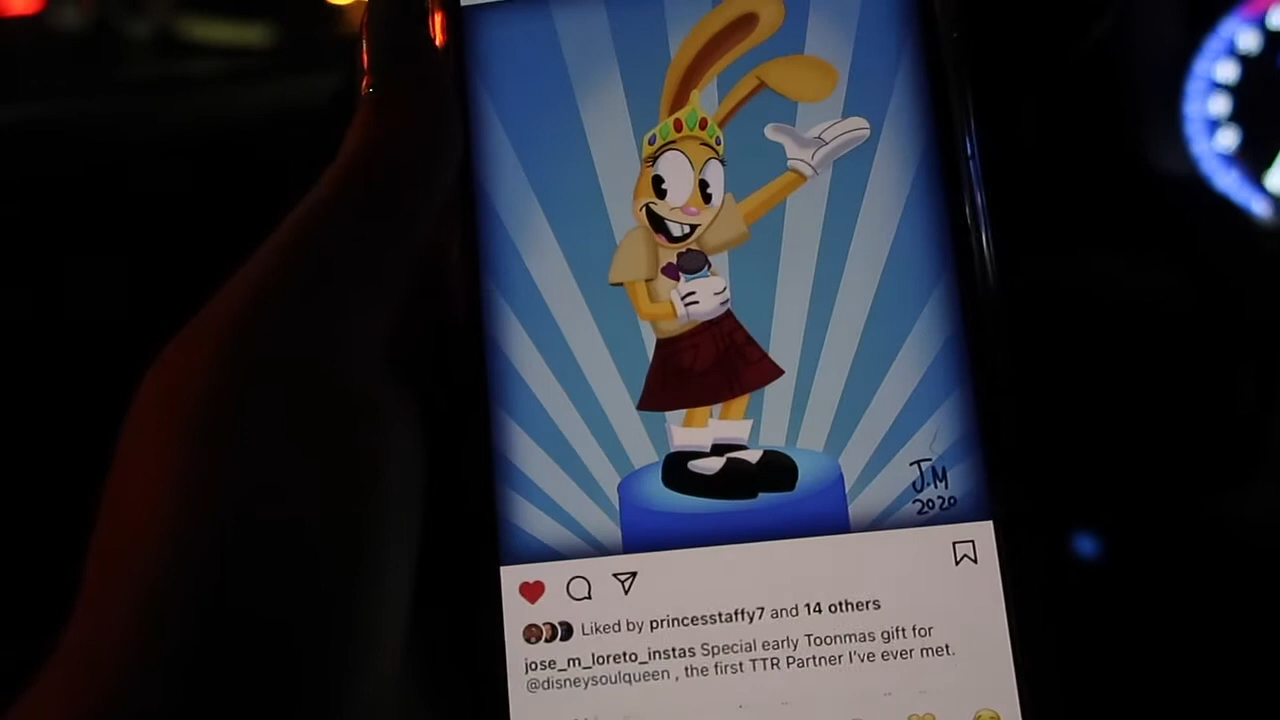 J.M
2020
Liked by princesstaffy7 and 14 others
jose_m_loreto_instas Special early Toonmas gift for
@disneysoulqueen , the first TTR Partner I've ever met.